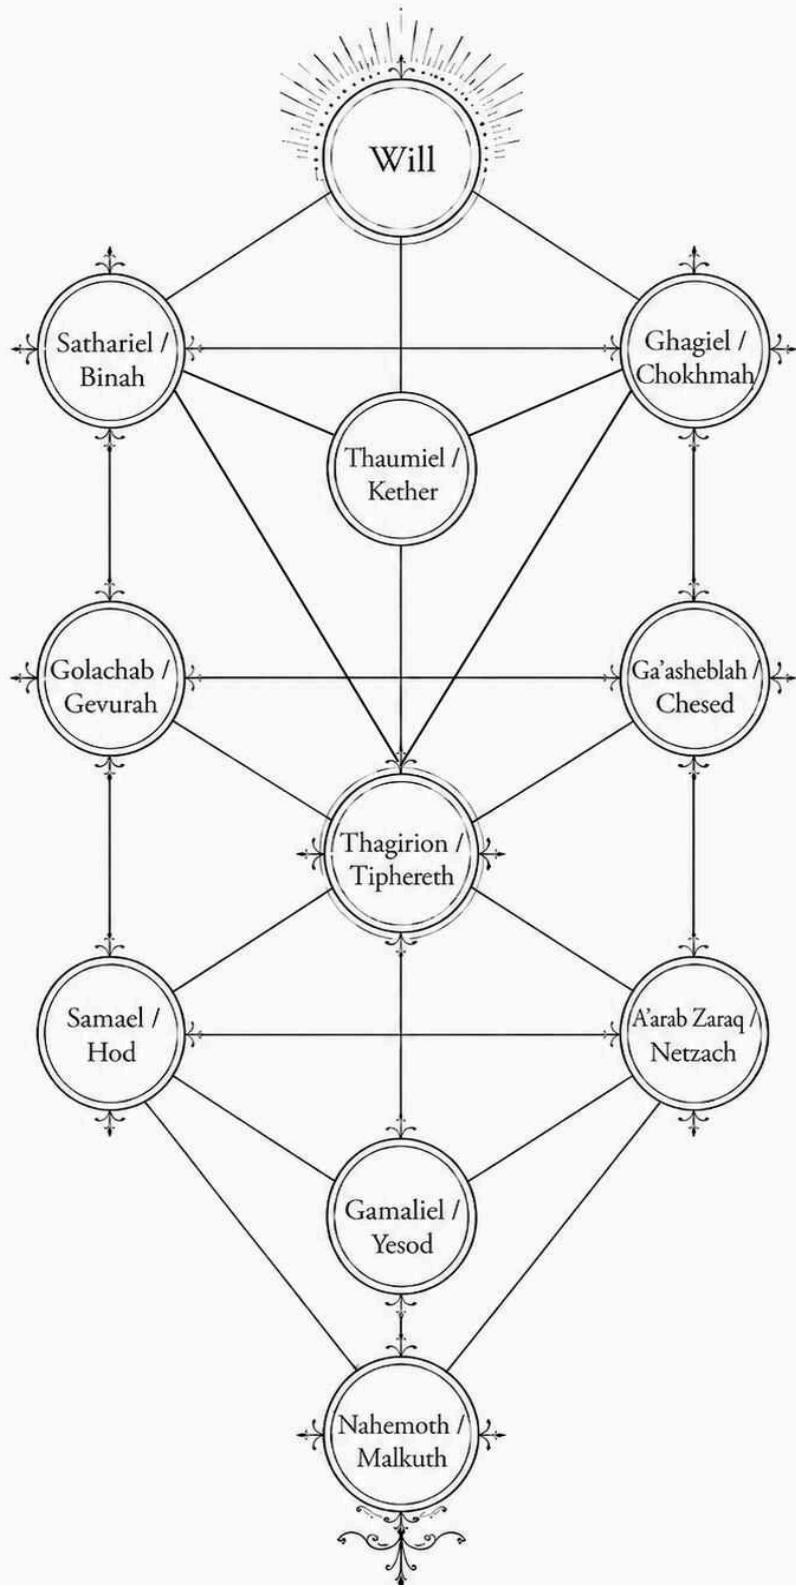 Will
Sathariel /
Binah
Ghagiel /
Chokhmah
Thaumiel /
Kether
Golachab /
Gevurah
Ga'asheblah /
Chesed
Thagirion /
Tiphereth
Samael /
Hod
A'arab Zaraq /
Netzach
Gamaliel /
Yesod
Nahemoth /
Malkuth